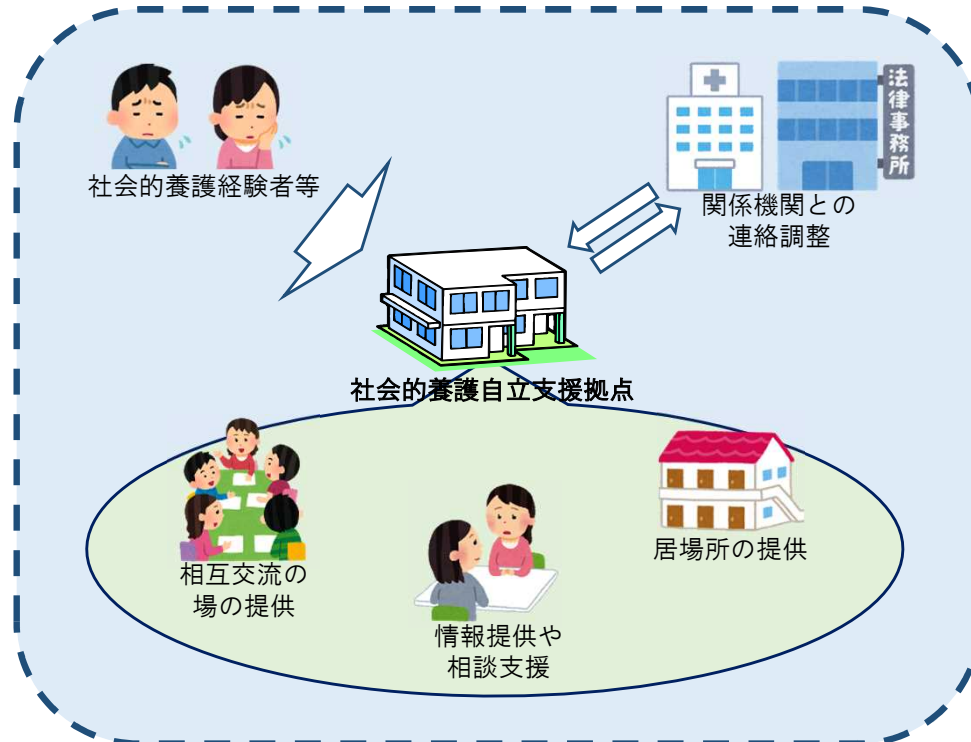 社会的養護経験者等
法律事務所
関係機関との
連絡調整
社会的養護自立支援拠点
相互交流の
場の提供
情報提供や
相談支援
居場所の提供